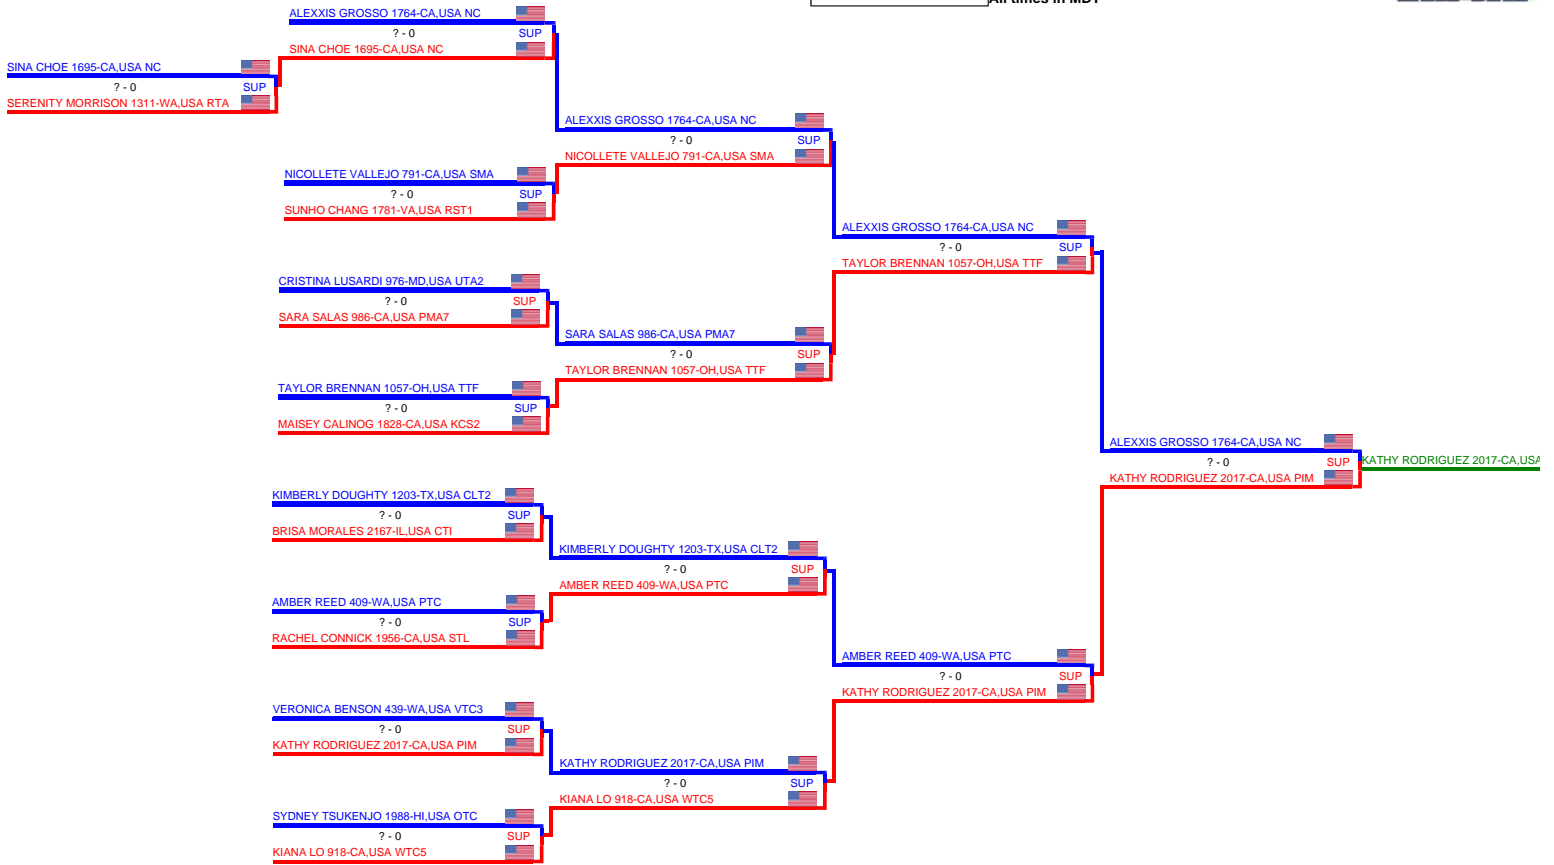 All times in MDT
ALEXXIS GROSSO 1764-CA,USA NC
? - 0 SUP
SINA CHOE 1695-CA,USA NC
SINA CHOE 1695-CA,USA NC
? - 0 SUP
SERENITY MORRISON 1311-WA,USA RTA
ALEXXIS GROSSO 1764-CA,USA NC
? - 0 SUP
NICOLLETE VALLEJO 791-CA,USA SMA
NICOLLETE VALLEJO 791-CA,USA SMA
? - 0 SUP
SUNHO CHANG 1781-VA,USA RST1
ALEXXIS GROSSO 1764-CA,USA NC
? - 0 SUP
TAYLOR BRENNAN 1057-OH,USA TTF
CRISTINA LUSARDI 976-MD,USA UTA2
? - 0 SUP
SARA SALAS 986-CA,USA PMA7
SARA SALAS 986-CA,USA PMA7
? - 0 SUP
TAYLOR BRENNAN 1057-OH,USA TTF
TAYLOR BRENNAN 1057-OH,USA TTF
? - 0 SUP
MAISEY CALINOG 1828-CA,USA KCS2
ALEXXIS GROSSO 1764-CA,USA NC
? - 0 SUP
KATHY RODRIGUEZ 2017-CA,USA PIM
KATHY RODRIGUEZ 2017-CA,USA
KIMBERLY DOUGHTY 1203-TX,USA CLT2
? - 0 SUP
BRISA MORALES 2167-IL,USA CTI
KIMBERLY DOUGHTY 1203-TX,USA CLT2
? - 0 SUP
AMBER REED 409-WA,USA PTC
AMBER REED 409-WA,USA PTC
? - 0 SUP
RACHEL CONNICK 1956-CA,USA STL
AMBER REED 409-WA,USA PTC
? - 0 SUP
KATHY RODRIGUEZ 2017-CA,USA PIM
VERONICA BENSON 439-WA,USA VTC3
? - 0 SUP
KATHY RODRIGUEZ 2017-CA,USA PIM
KATHY RODRIGUEZ 2017-CA,USA PIM
? - 0 SUP
KIANA LO 918-CA,USA WTC5
SYDNEY TSUKENJO 1988-HI,USA OTC
? - 0 SUP
KIANA LO 918-CA,USA WTC5